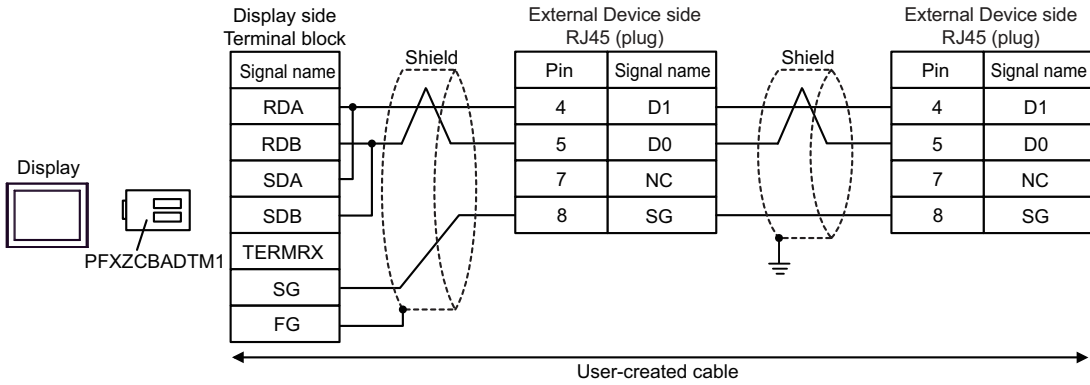 Display side
Terminal block
External Device side
RJ45 (plug)
External Device side
RJ45 (plug)
Signal name
Shield
Pin
Signal name
Shield
Pin
Signal name
RDA
4
D1
4
D1
RDB
5
D0
5
D0
Display
SDA
7
NC
7
NC
SDB
8
SG
8
SG
PFXZCBADTM1
TERMRX
SG
FG
User-created cable